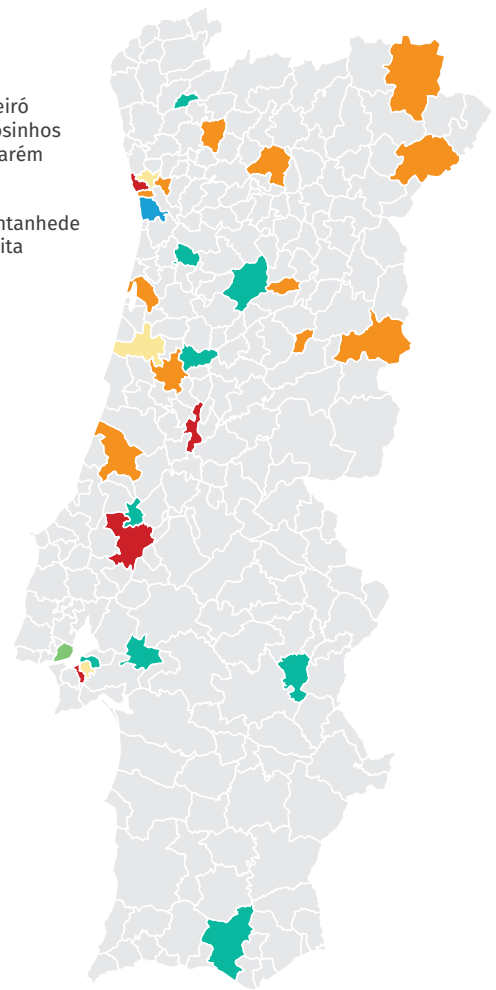 eiró
osinhos
arém
ntanhede
ita